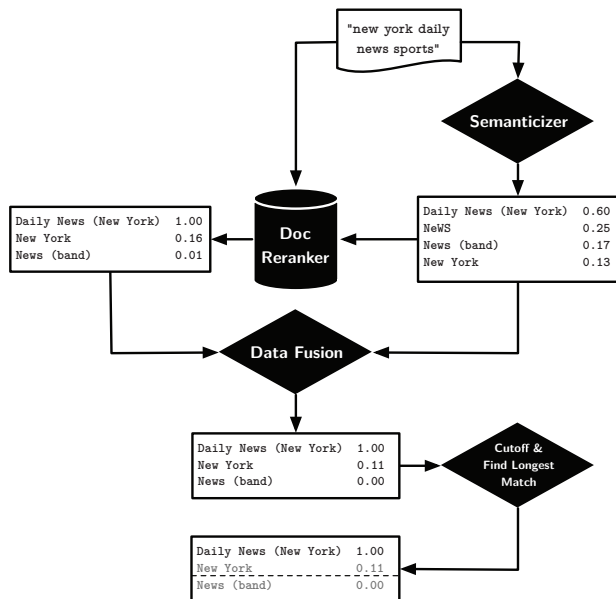 "new york daily
news sports"
Semanticizer
Daily News (New York) 0.60
NeWS 0.25
News (band) 0.17
New York 0.13
Doc
Reranker
Daily News (New York) 1.00
New York 0.16
News (band) 0.01
Data Fusion
Daily News (New York) 1.00
New York 0.11
News (band) 0.00
Cutoff &
Find Longest
Match
Daily News (New York) 1.00
New York 0.11
News (band) 0.00